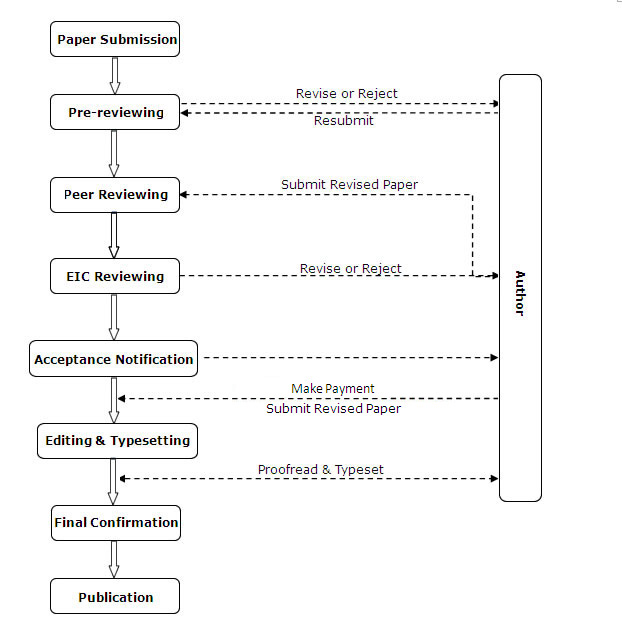 Paper Submission
Revise or Reject
Pre-reviewing
Resubmit
Submit Revised Paper
Peer Reviewing
EIC Reviewing
Revise or Reject
Author
Acceptance Notification
Make Payment
Submit Revised Paper
Editing & Typesetting
Proofread & Typeset
Final Confirmation
Publication